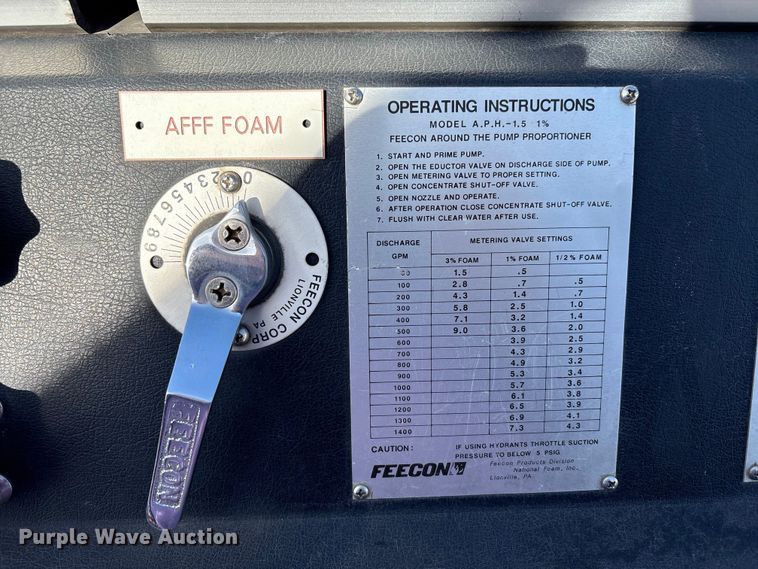 AFFF FOAM
0 1 2 3 4 5 6 7 8 9
FEECON CORP.
LIONVILLE PA
FEECON
OPERATING INSTRUCTIONS
MODEL A.P.H.-1.5 1%
FEECON AROUND THE PUMP PROPORTIONER
1. START AND PRIME PUMP.
2. OPEN THE EDUCTOR VALVE ON DISCHARGE SIDE OF PUMP.
3. OPEN METERING VALVE TO PROPER SETTING.
4. OPEN CONCENTRATE SHUT-OFF VALVE.
5. OPEN NOZZLE AND OPERATE.
6. AFTER OPERATION CLOSE CONCENTRATE SHUT-OFF VALVE.
7. FLUSH WITH CLEAR WATER AFTER USE.
DISCHARGE GPM METERING VALVE SETTINGS
3% FOAM 1% FOAM 1/2% FOAM
1.5 .5
100 2.8 .7 .5
200 4.3 1.4 .7
300 5.8 2.5 1.0
400 7.1 3.2 1.4
500 9.0 3.6 2.0
600 3.9 2.5
700 4.3 2.9
800 4.9 3.2
900 5.3 3.4
1000 5.7 3.6
1100 6.1 3.8
1200 6.5 3.9
1300 6.9 4.1
1400 7.3 4.3
CAUTION: IF USING HYDRANTS THROTTLE SUCTION
PRESSURE TO BELOW 5 PSIG
FEECON
Feecon Products Division
National Foam, Inc.
Lionville, PA.
Purple Wave Auction